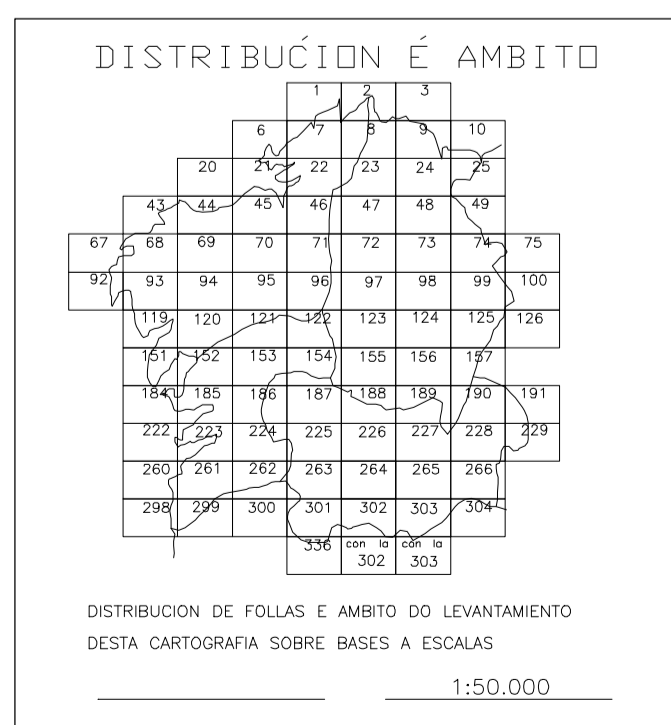 DISTRIBUĆION É AMBITO
1 2 3
6 7 8 9 10
20 21 22 23 24 25
43 44 45 46 47 48 49
67 68 69 70 71 72 73 74 75
92 93 94 95 96 97 98 99 100
119 120 121 122 123 124 125 126
151 152 153 154 155 156 157
184 185 186 187 188 189 190 191
222 223 224 225 226 227 228 229
260 261 262 263 264 265 266
298 299 300 301 302 303 304
336 con la con la
302 303
DISTRIBUCION DE FOLLAS E AMBITO DO LEVANTAMIENTO
DESTA CARTOGRAFIA SOBRE BASES A ESCALAS
1:50.000